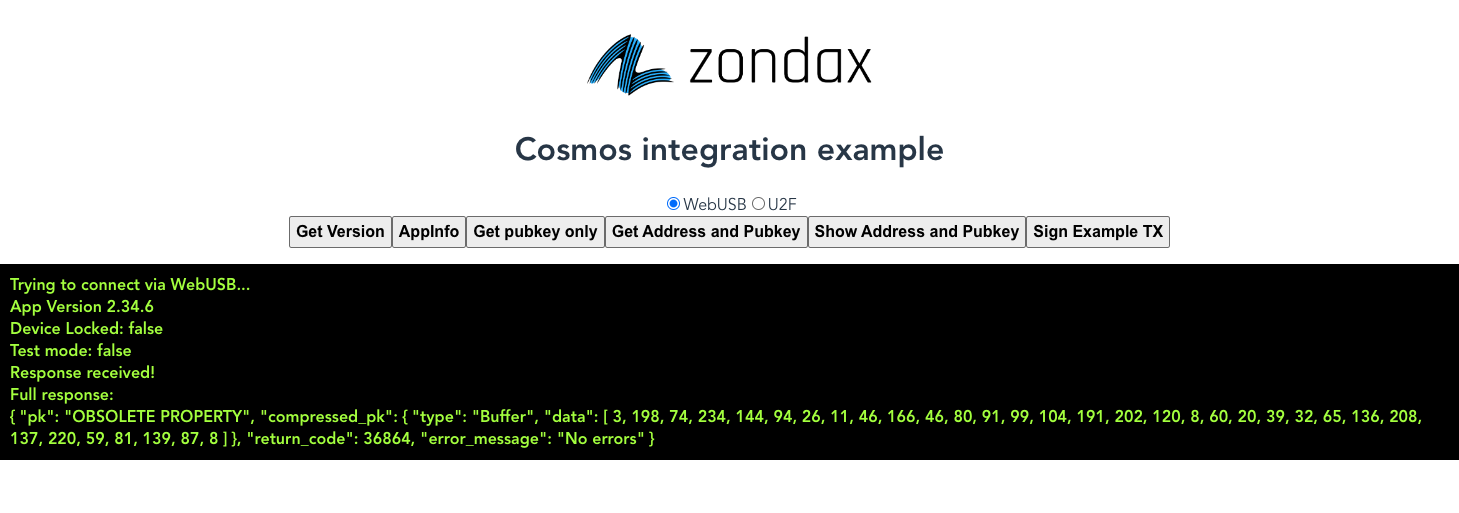 zondax
Cosmos integration example
WebUSB U2F
Get Version AppInfo Get pubkey only Get Address and Pubkey Show Address and Pubkey Sign Example TX
Trying to connect via WebUSB...
App Version 2.34.6
Device Locked: false
Test mode: false
Response received!
Full response:
{ "pk": "OBSOLETE PROPERTY", "compressed_pk": { "type": "Buffer", "data": [ 3, 198, 74, 234, 144, 94, 26, 11, 46, 166, 46, 80, 91, 99, 104, 191, 202, 120, 8, 60, 20, 39, 32, 65, 136, 208,
137, 220, 59, 81, 139, 87, 8 ] }, "return_code": 36864, "error_message": "No errors" }